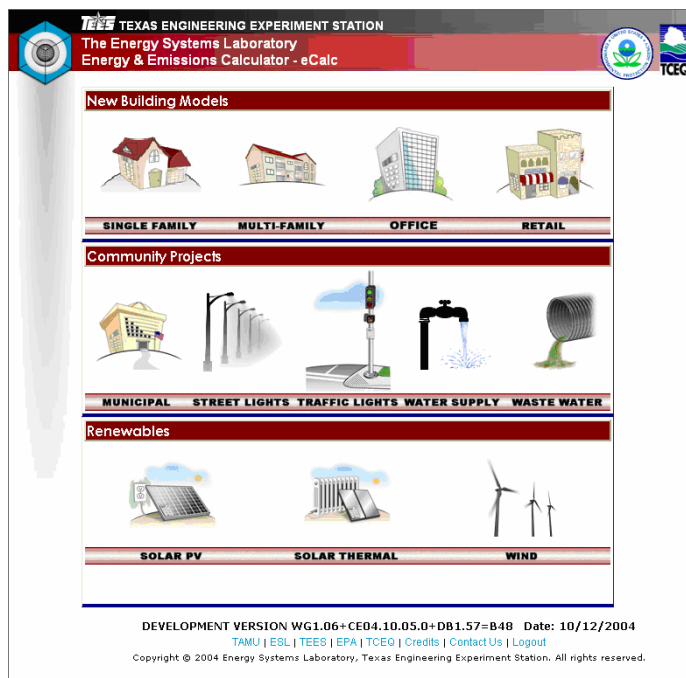 TEES TEXAS ENGINEERING EXPERIMENT STATION
The Energy Systems Laboratory
Energy & Emissions Calculator - eCalc
TCEQ
New Building Models
SINGLE FAMILY MULTI-FAMILY OFFICE RETAIL
Community Projects
MUNICIPAL STREET LIGHTS TRAFFIC LIGHTS WATER SUPPLY WASTE WATER
Renewables
SOLAR PV SOLAR THERMAL WIND
DEVELOPMENT VERSION WG1.06+CE04.10.05.0+DB1.57=B48 Date: 10/12/2004
TAMU | ESL | TEES | EPA | TCEQ | Credits | Contact Us | Logout
Copyright © 2004 Energy Systems Laboratory, Texas Engineering Experiment Station. All rights reserved.